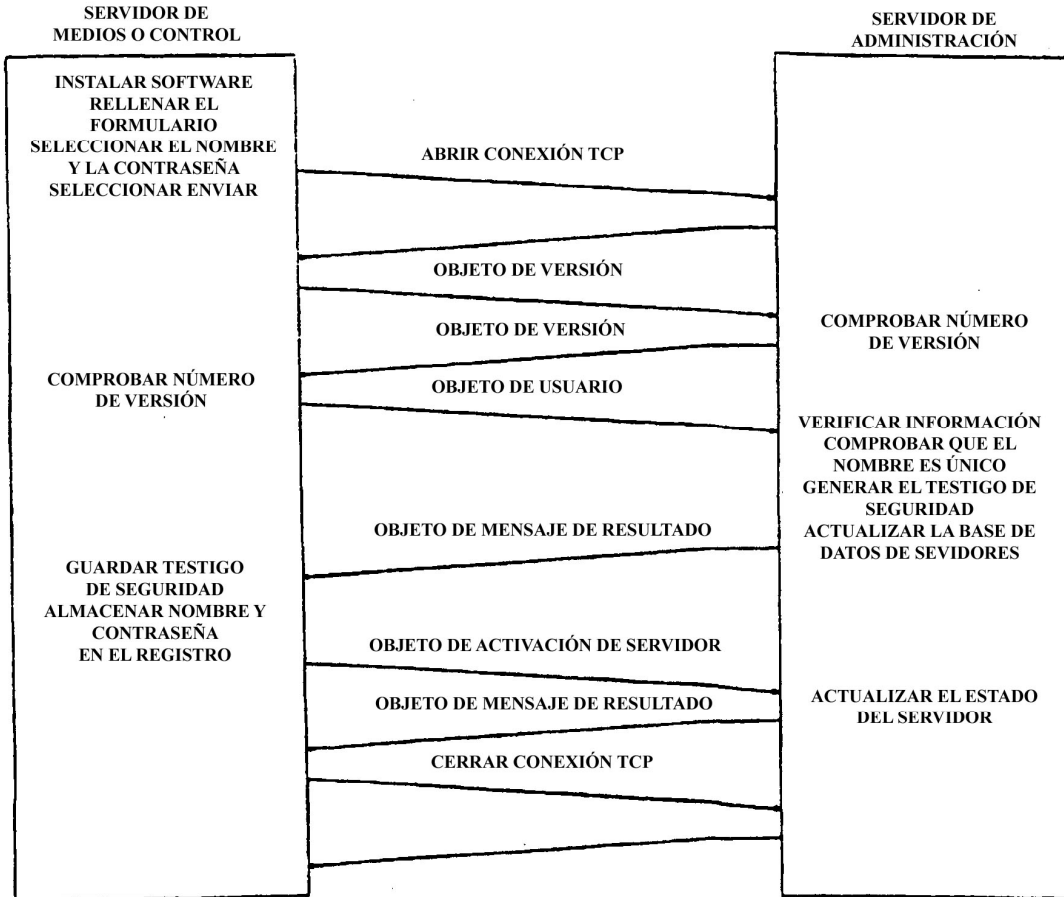 SERVIDOR DE
MEDIOS O CONTROL
SERVIDOR DE
ADMINISTRACIÓN
INSTALAR SOFTWARE
RELLENAR EL
FORMULARIO
SELECCIONAR EL NOMBRE
Y LA CONTRASEÑA
SELECCIONAR ENVIAR
ABRIR CONEXIÓN TCP
OBJETO DE VERSIÓN
COMPROBAR NÚMERO
DE VERSIÓN
OBJETO DE VERSIÓN
COMPROBAR NÚMERO
DE VERSIÓN
OBJETO DE USUARIO
VERIFICAR INFORMACIÓN
COMPROBAR QUE EL
NOMBRE ES ÚNICO
GENERAR EL TESTIGO DE
SEGURIDAD
ACTUALIZAR LA BASE DE
DATOS DE SEVIDORES
OBJETO DE MENSAJE DE RESULTADO
GUARDAR TESTIGO
DE SEGURIDAD
ALMACENAR NOMBRE Y
CONTRASEÑA
EN EL REGISTRO
OBJETO DE ACTIVACIÓN DE SERVIDOR
ACTUALIZAR EL ESTADO
DEL SERVIDOR
OBJETO DE MENSAJE DE RESULTADO
CERRAR CONEXIÓN TCP